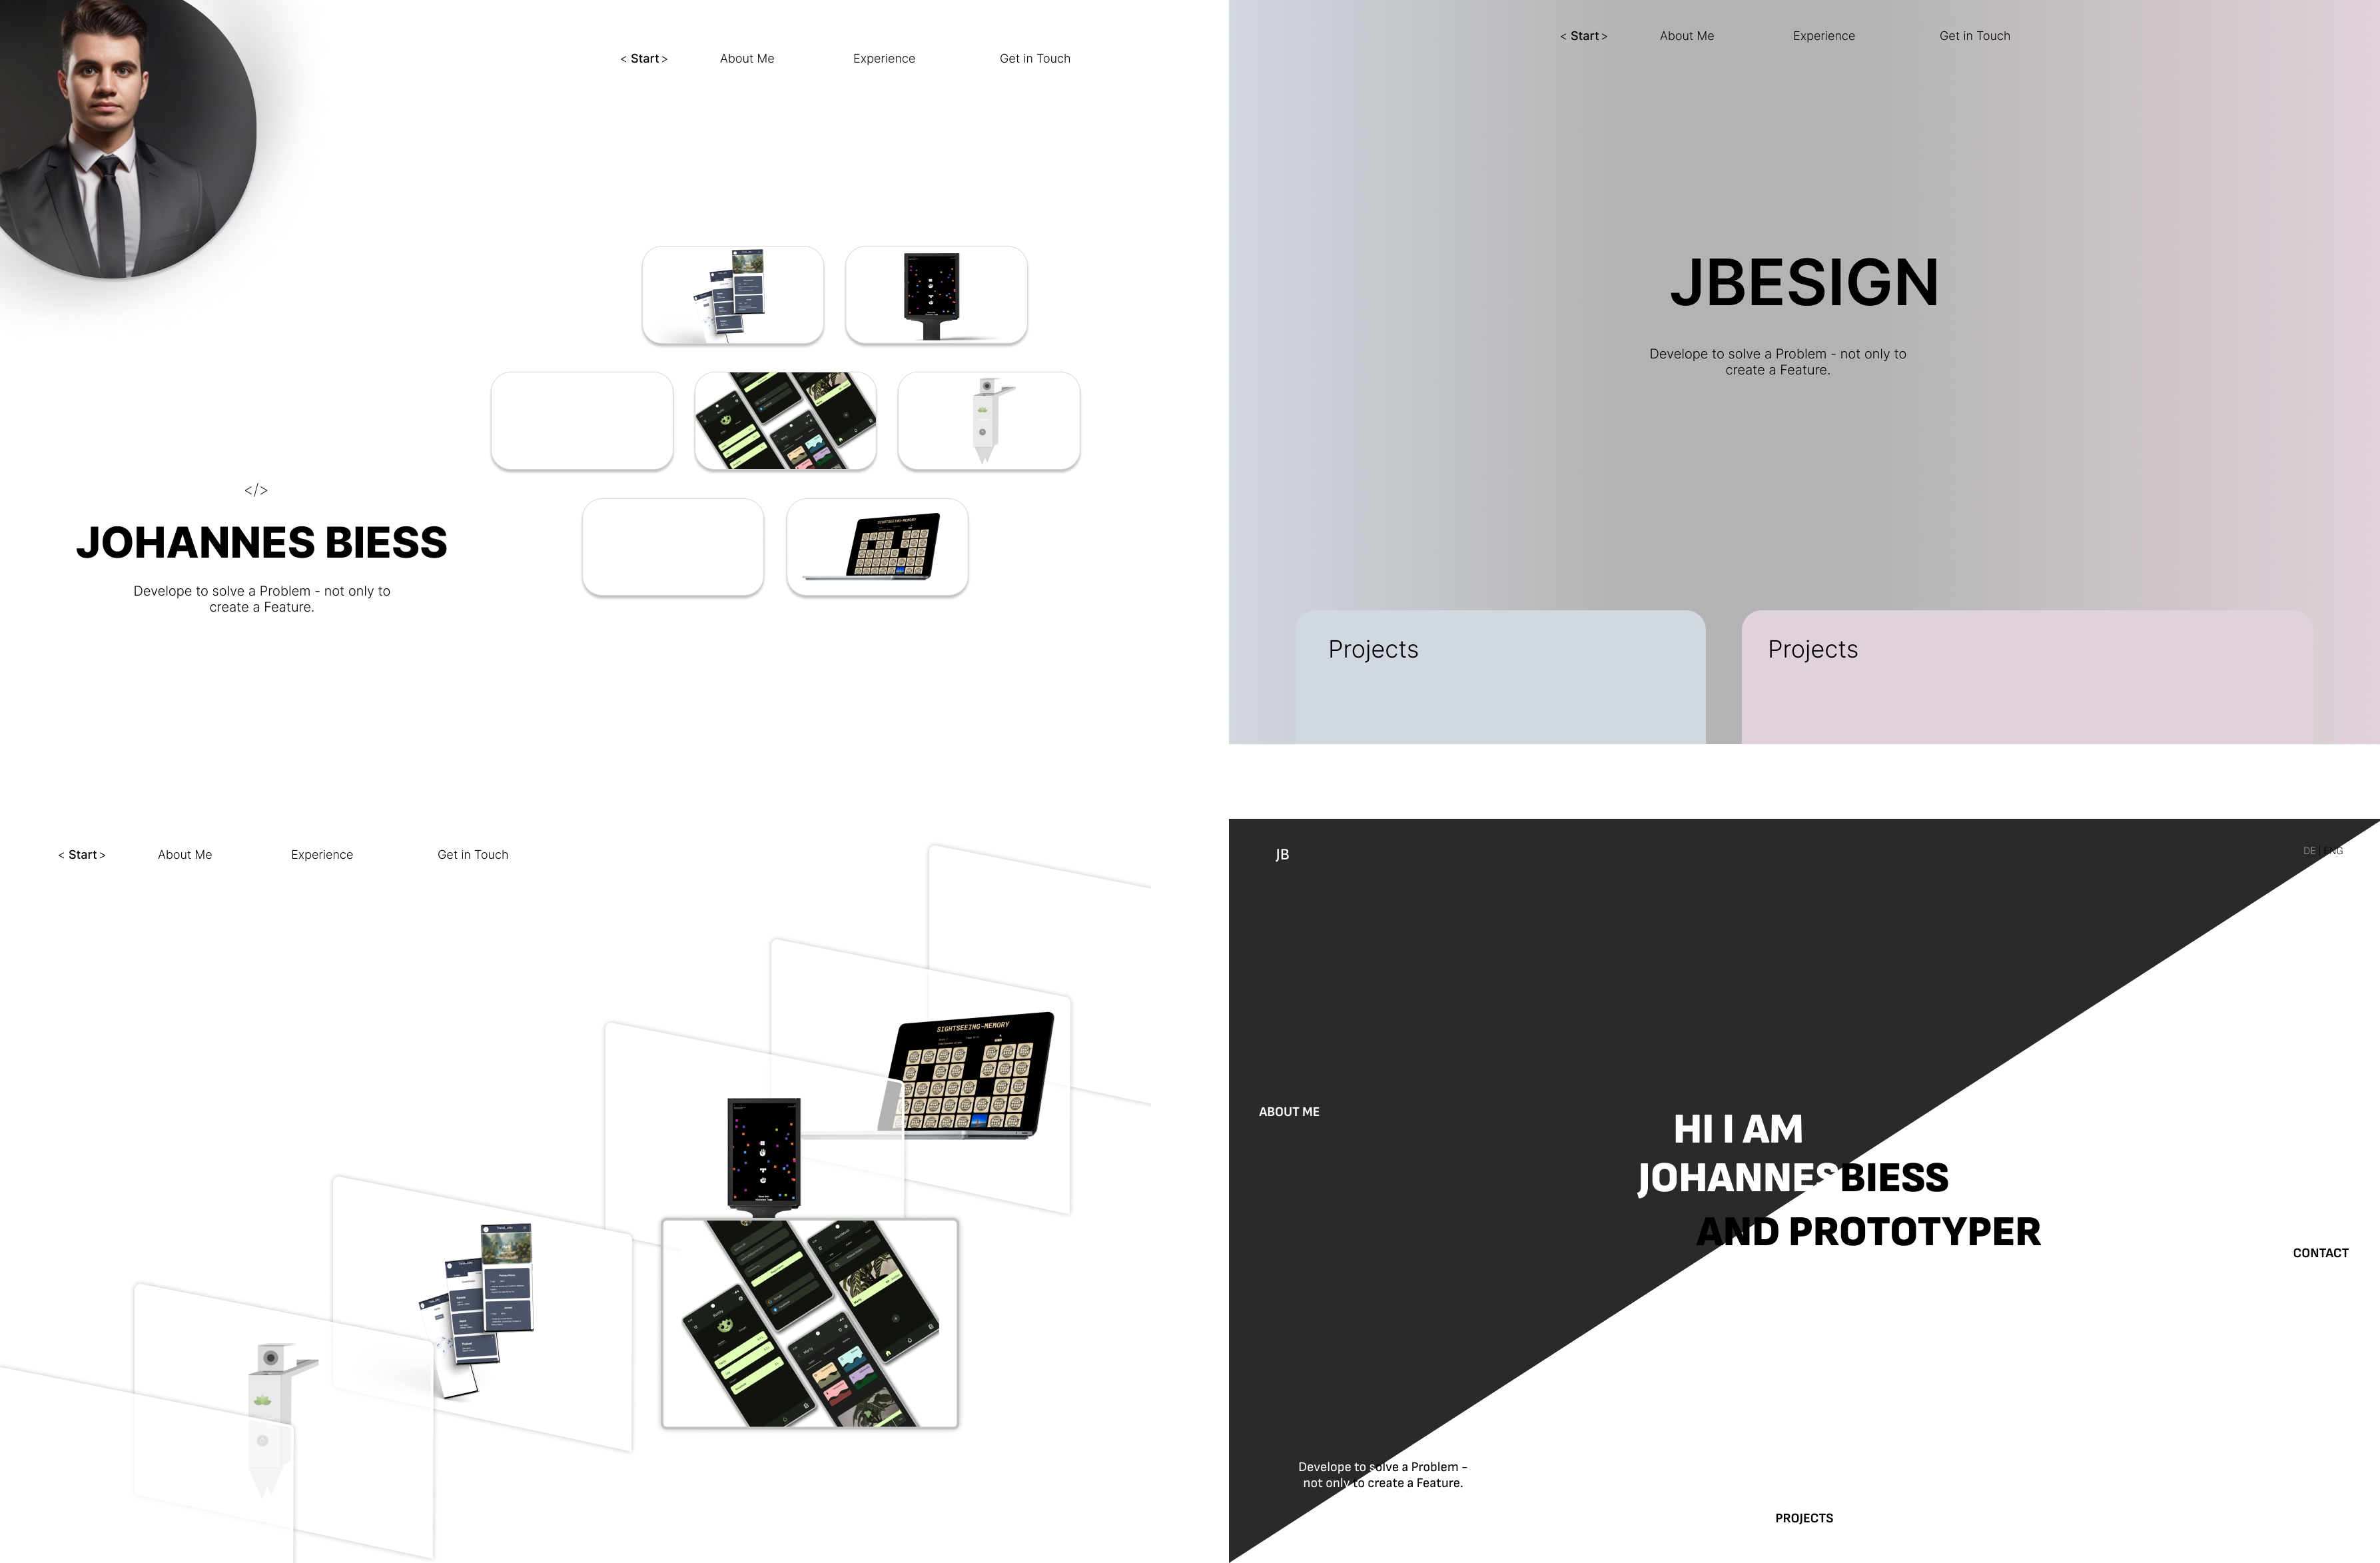 < Start >
About Me
Experience
Get in Touch
</>
JOHANNES BIESS
Develope to solve a Problem - not only to
create a Feature.
SIGHTSEEING-MEMORY
< Start >
About Me
Experience
Get in Touch
JBESIGN
Develope to solve a Problem - not only to
create a Feature.
Projects
Projects
< Start >
About Me
Experience
Get in Touch
SIGHTSEEING-MEMORY
JB
DE | ENG
ABOUT ME
HI I AM
JOHANNES BIESS
AND PROTOTYPER
CONTACT
Develope to solve a Problem -
not only to create a Feature.
PROJECTS